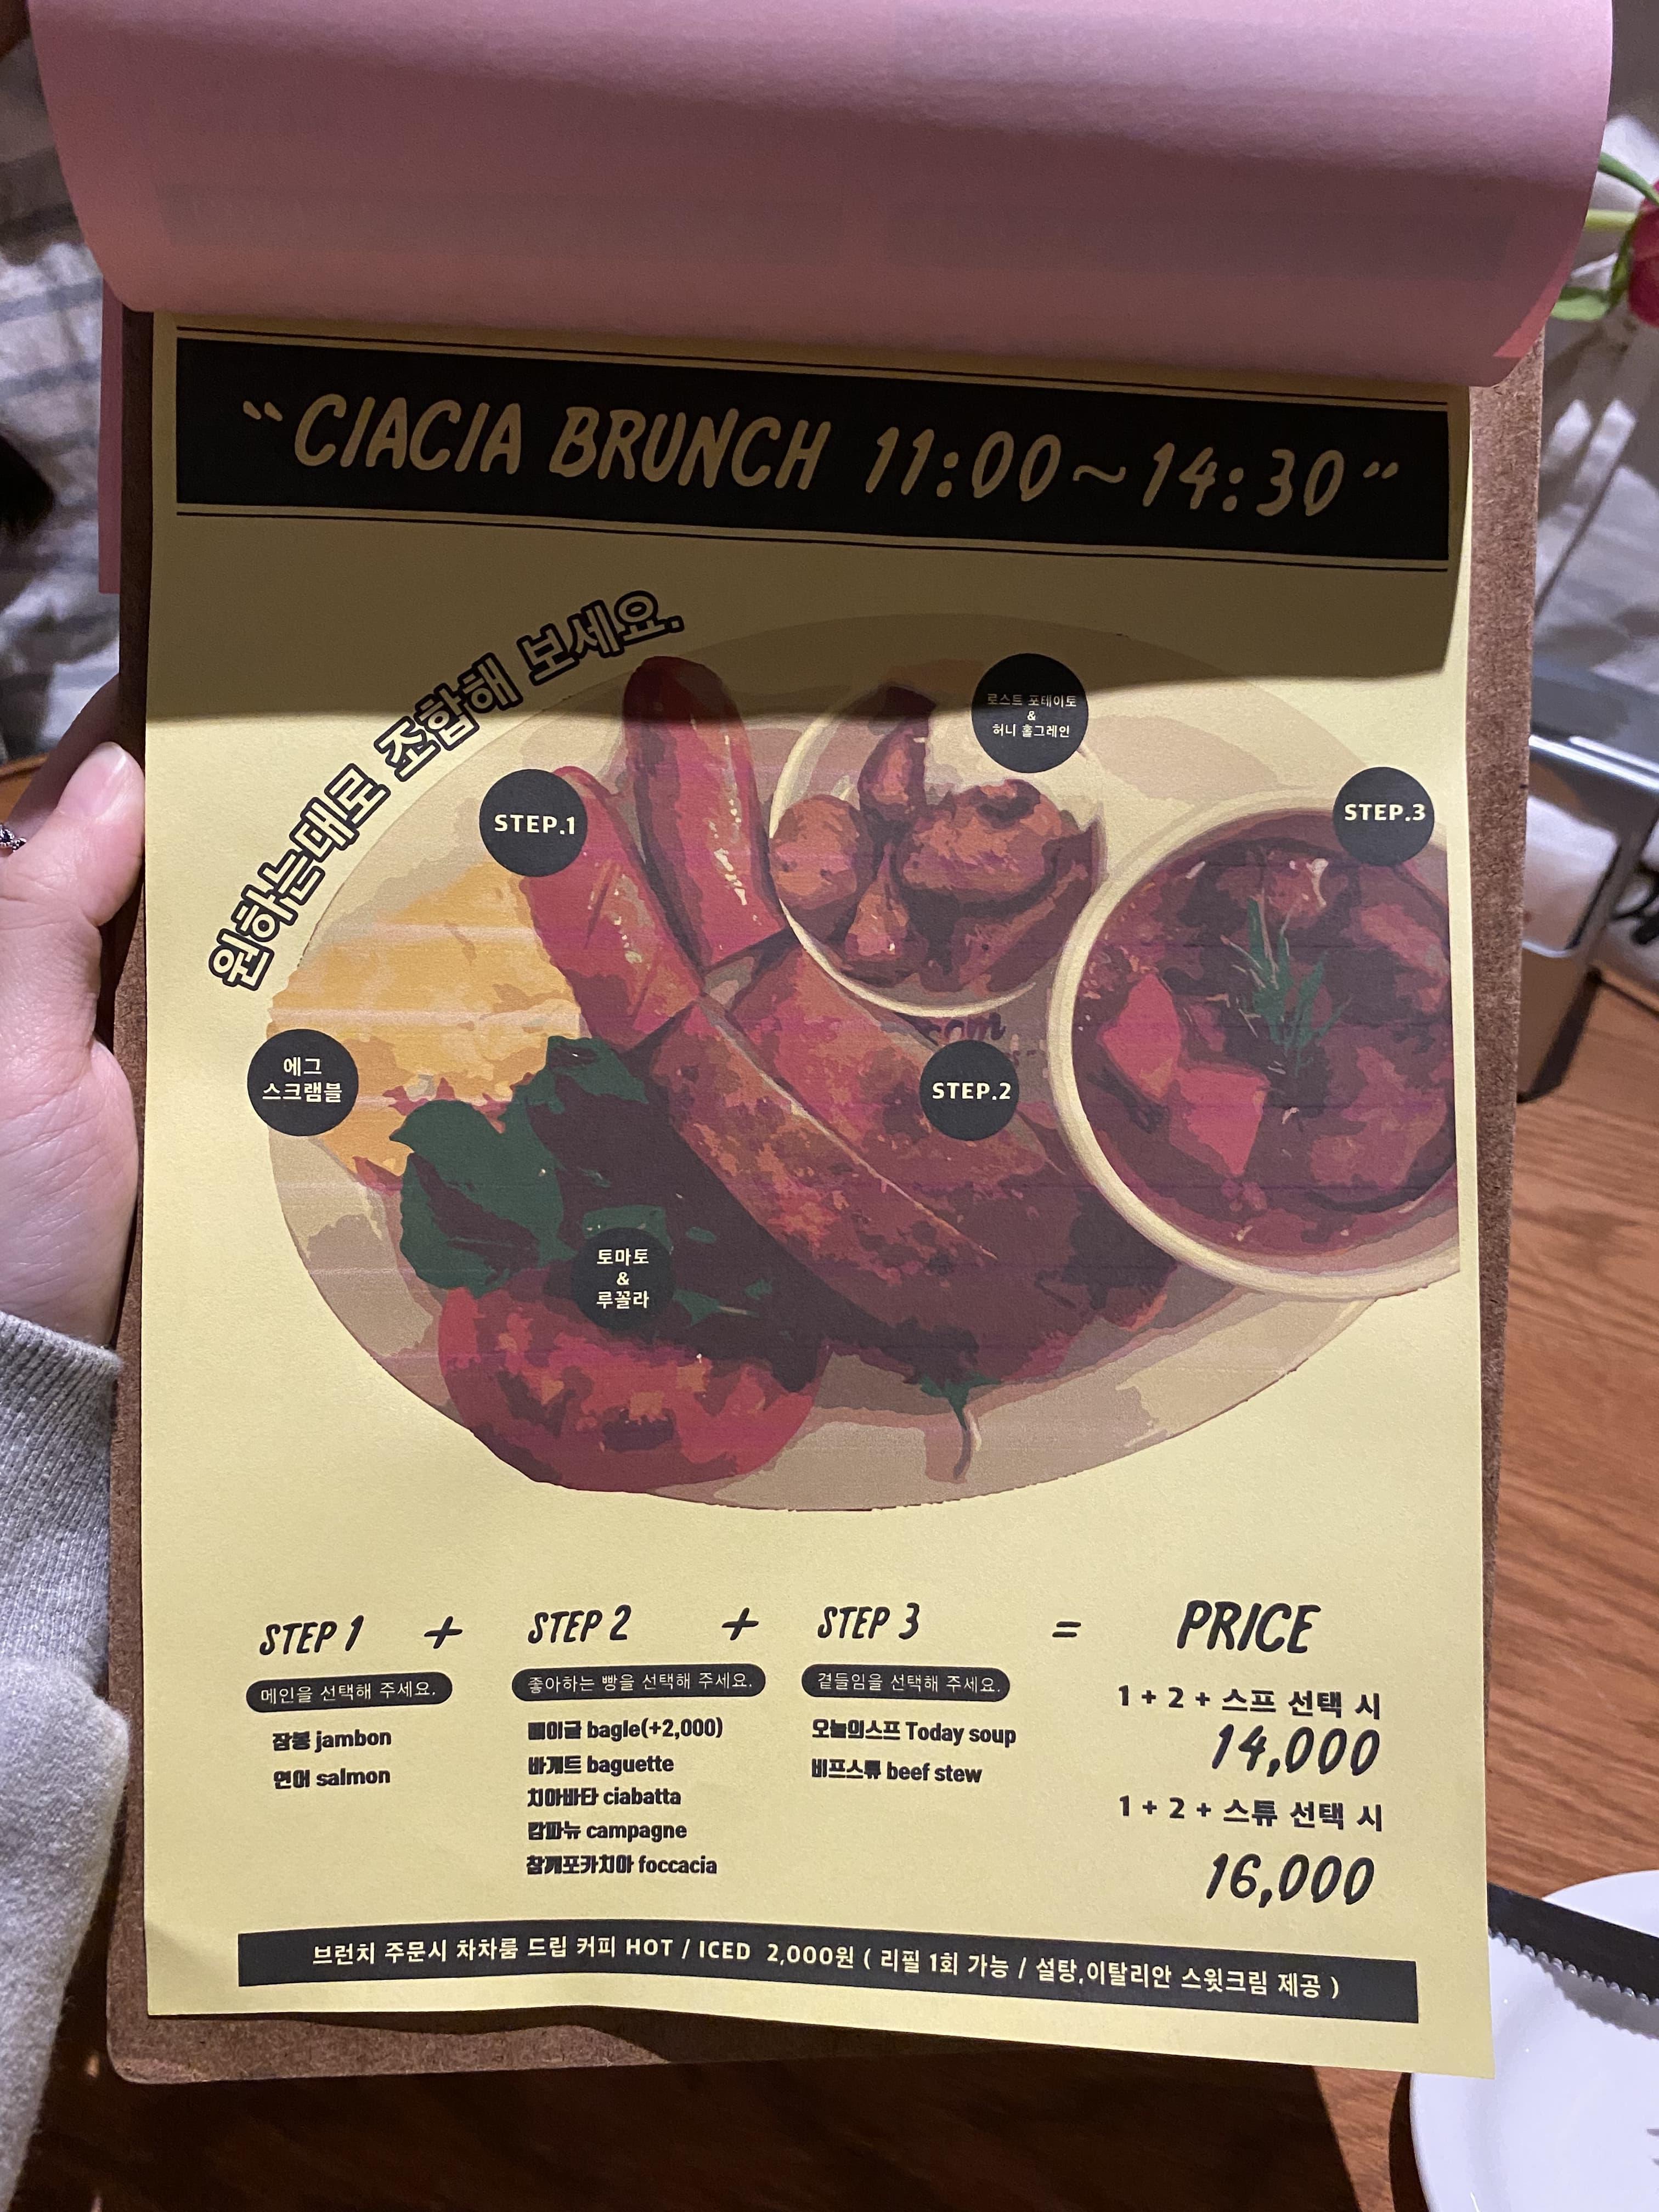 “CIACIA BRUNCH 11:00~14:30”
원하는대로 조합해 보세요.
로스트 포테이토
&
허니 홀그레인
STEP.1
STEP.3
에그
스크램블
STEP.2
토마토
&
루꼴라
STEP 1 + STEP 2 + STEP 3 = PRICE
메인을 선택해 주세요.
잠봉 jambon
연어 salmon
좋아하는 빵을 선택해 주세요.
베이글 bagle(+2,000)
바게트 baguette
치아바타 ciabatta
캄파뉴 campagne
참깨포카치아 foccacia
곁들임을 선택해 주세요.
오늘의스프 Today soup
비프스튜 beef stew
1 + 2 + 스프 선택 시
14,000
1 + 2 + 스튜 선택 시
16,000
브런치 주문시 차차룸 드립 커피 HOT / ICED 2,000원 ( 리필 1회 가능 / 설탕,이탈리안 스윗크림 제공 )